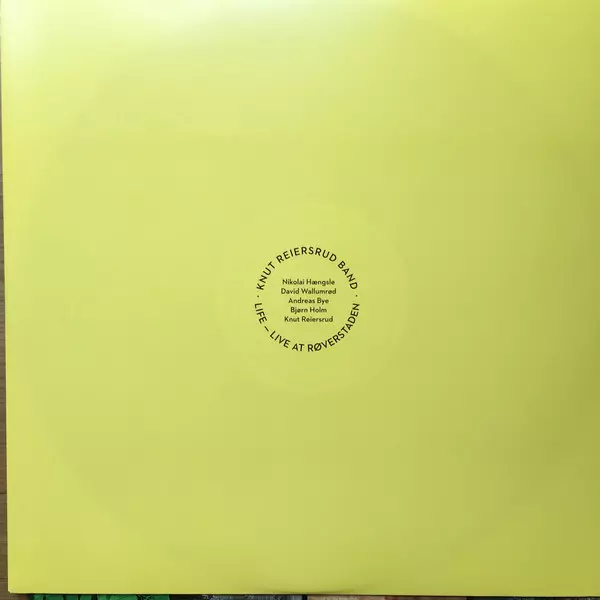 · KNUT REIERSRUD BAND ·
Nikolai Hængsle
David Wallumrød
Andreas Bye
Bjørn Holm
Knut Reiersrud
LIFE – LIVE AT RØVERSTADEN